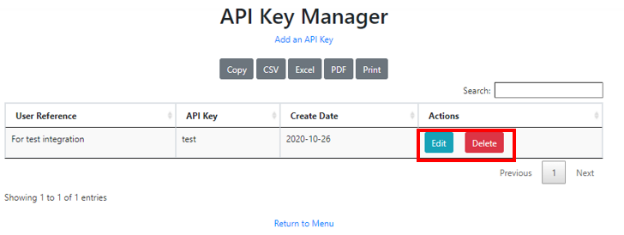 API Key Manager
Add an API Key
Copy CSV Excel PDF Print
Search:
User Reference API Key Create Date Actions
For test integration test 2020-10-26 Edit Delete
Previous 1 Next
Showing 1 to 1 of 1 entries
Return to Menu